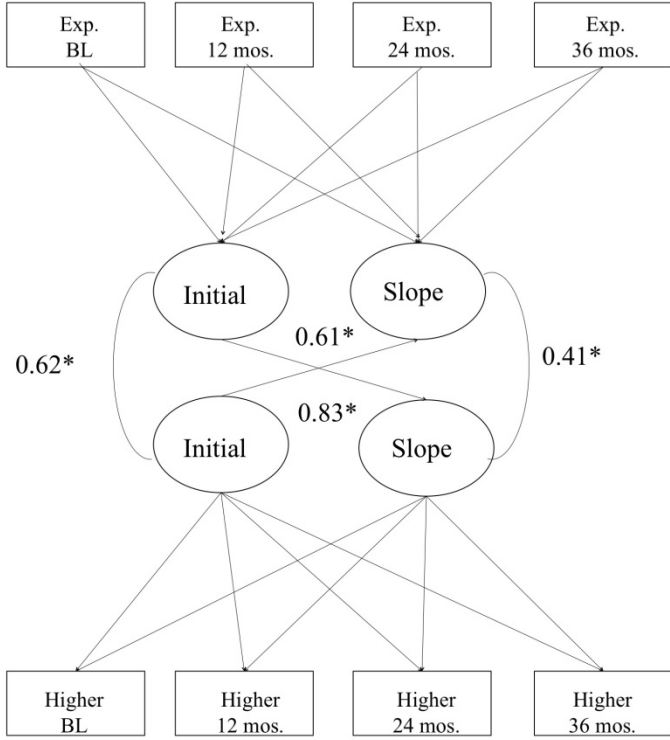 Exp.
BL
Exp.
12 mos.
Exp.
24 mos.
Exp.
36 mos.
Initial
Slope
0.61*
0.62*
0.41*
0.83*
Initial
Slope
Higher
BL
Higher
12 mos.
Higher
24 mos.
Higher
36 mos.